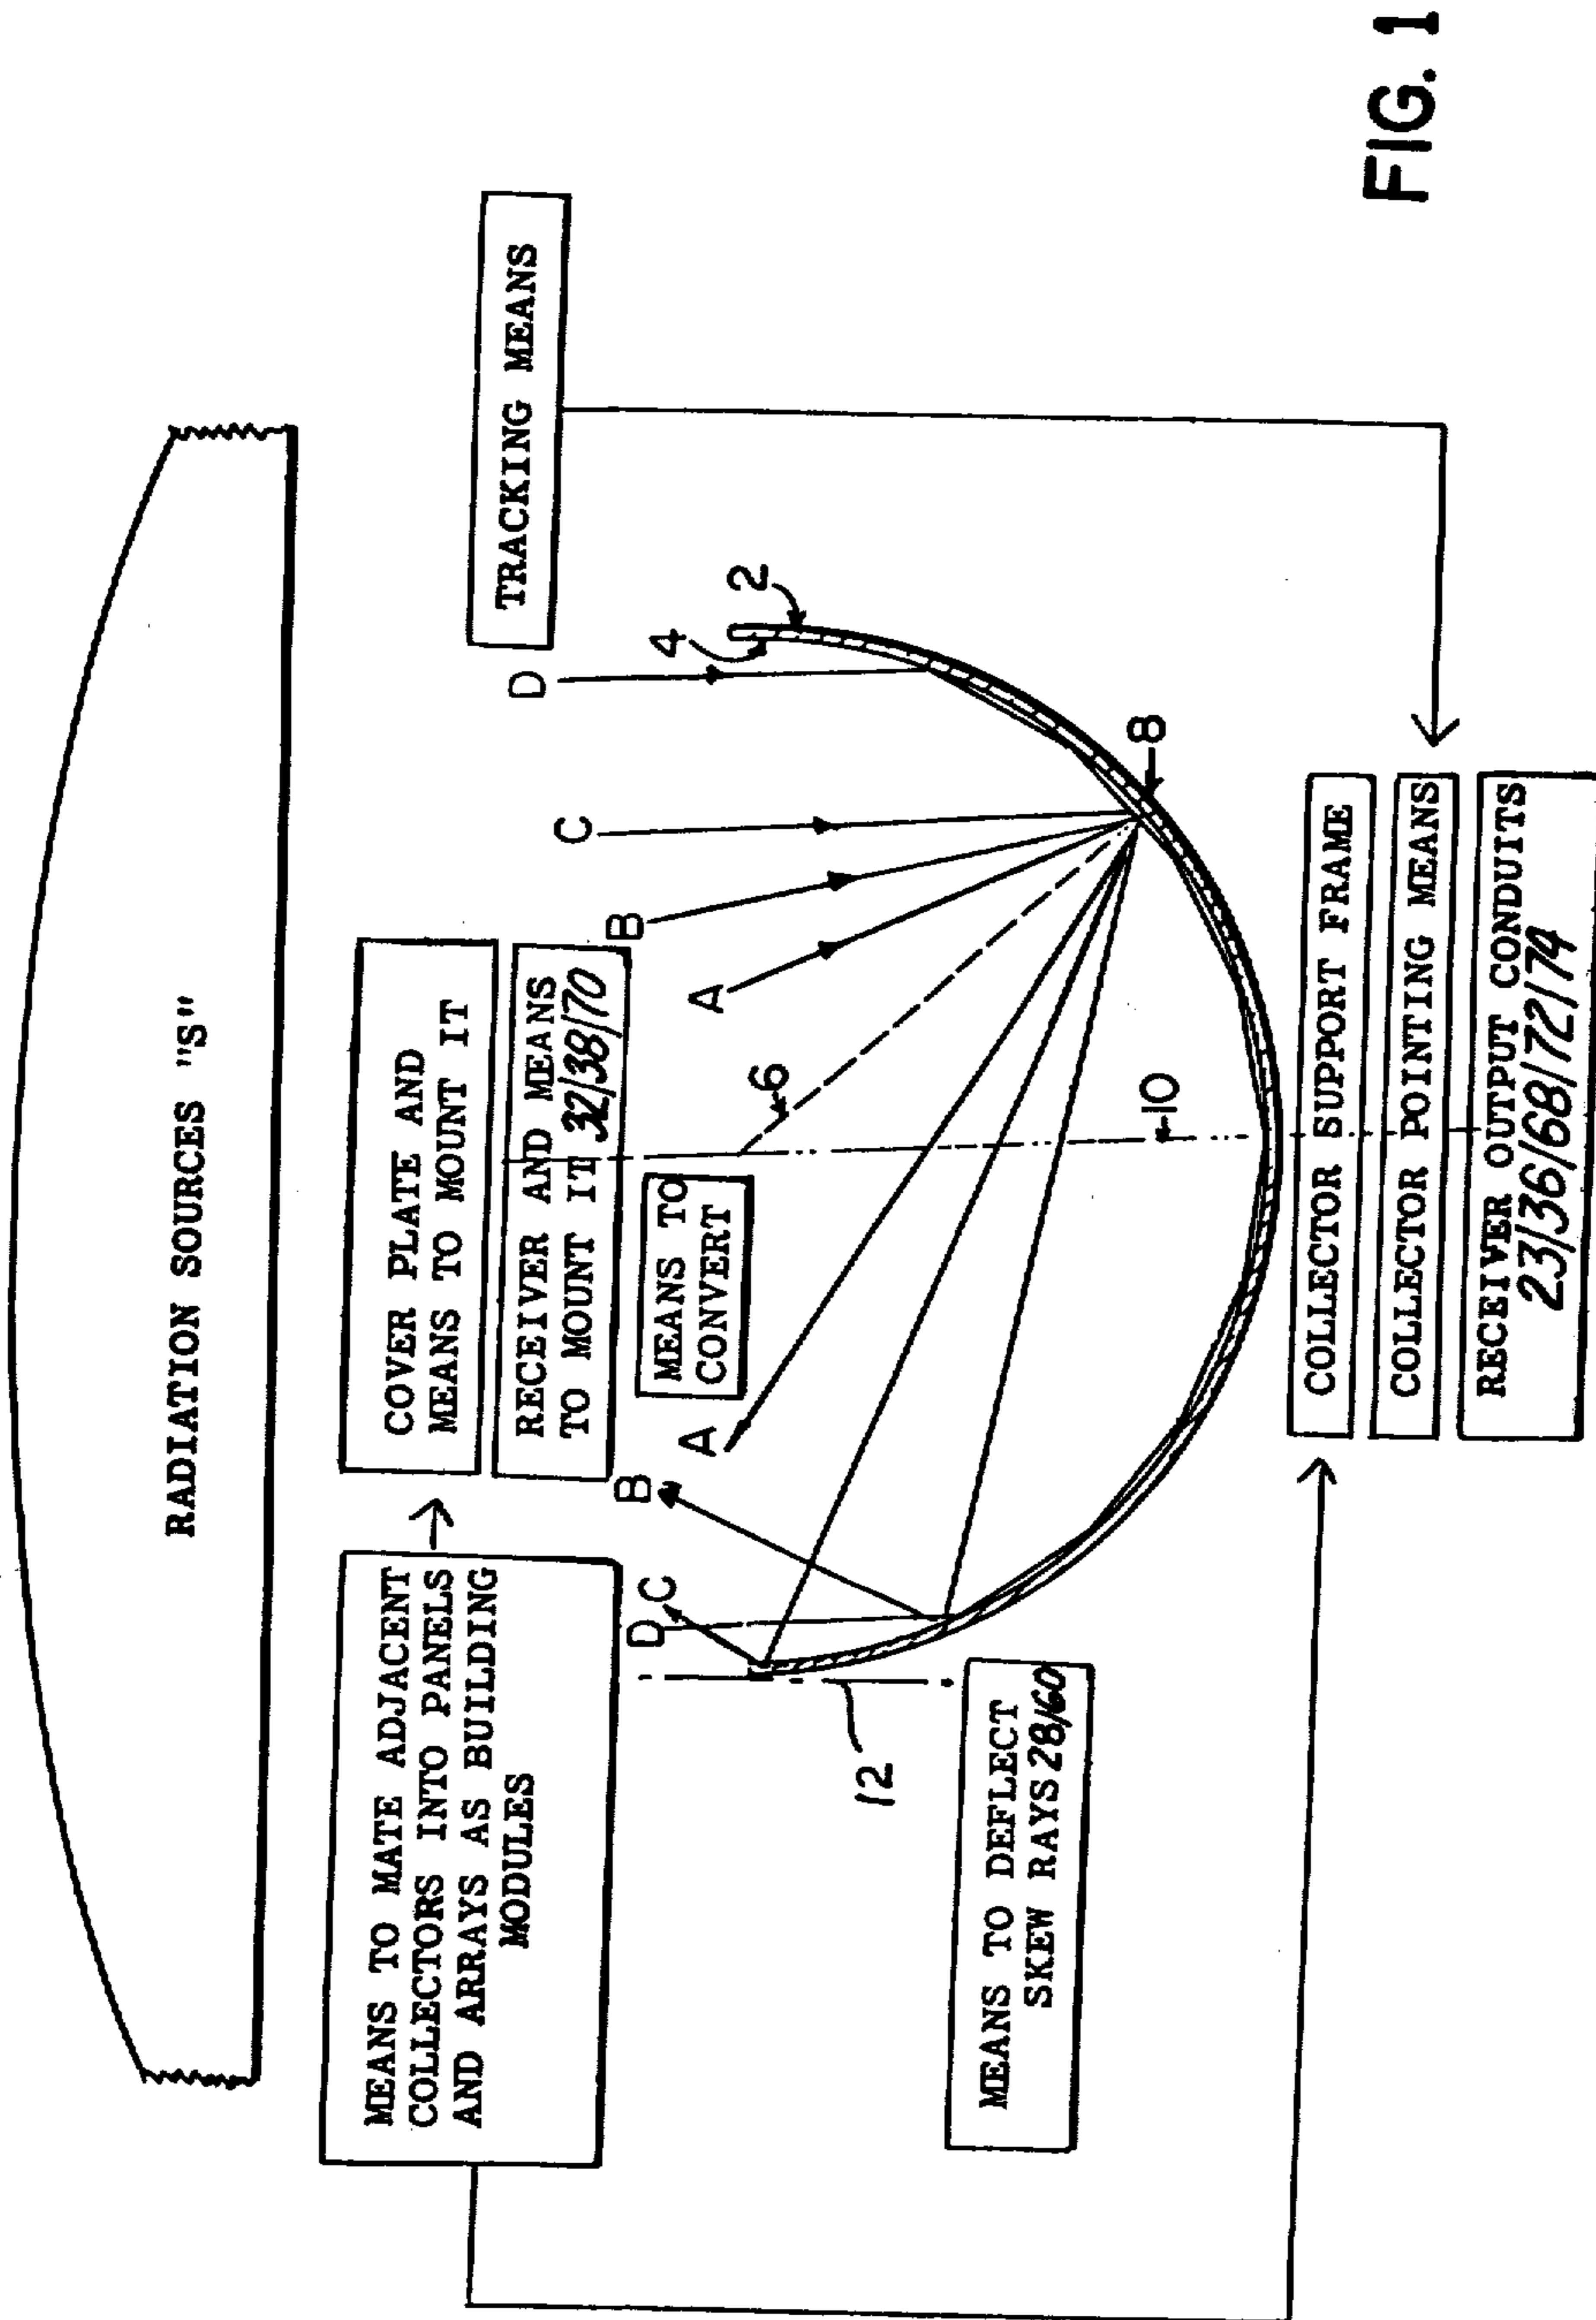 RADIATION SOURCES "S"
MEANS TO MATE ADJACENT
COLLECTORS INTO PANELS
AND ARRAYS AS BUILDING
MODULES
COVER PLATE AND
MEANS TO MOUNT IT
RECEIVER AND MEANS
TO MOUNT IT 32/38/70
MEANS TO
CONVERT
TRACKING MEANS
D
C
B
A
A
B
C
D
4
2
6
8
10
12
MEANS TO DEFLECT
SKEW RAYS 28/60
COLLECTOR SUPPORT FRAME
COLLECTOR POINTING MEANS
RECEIVER OUTPUT CONDUITS
23/36/68/72/74
FIG. 1